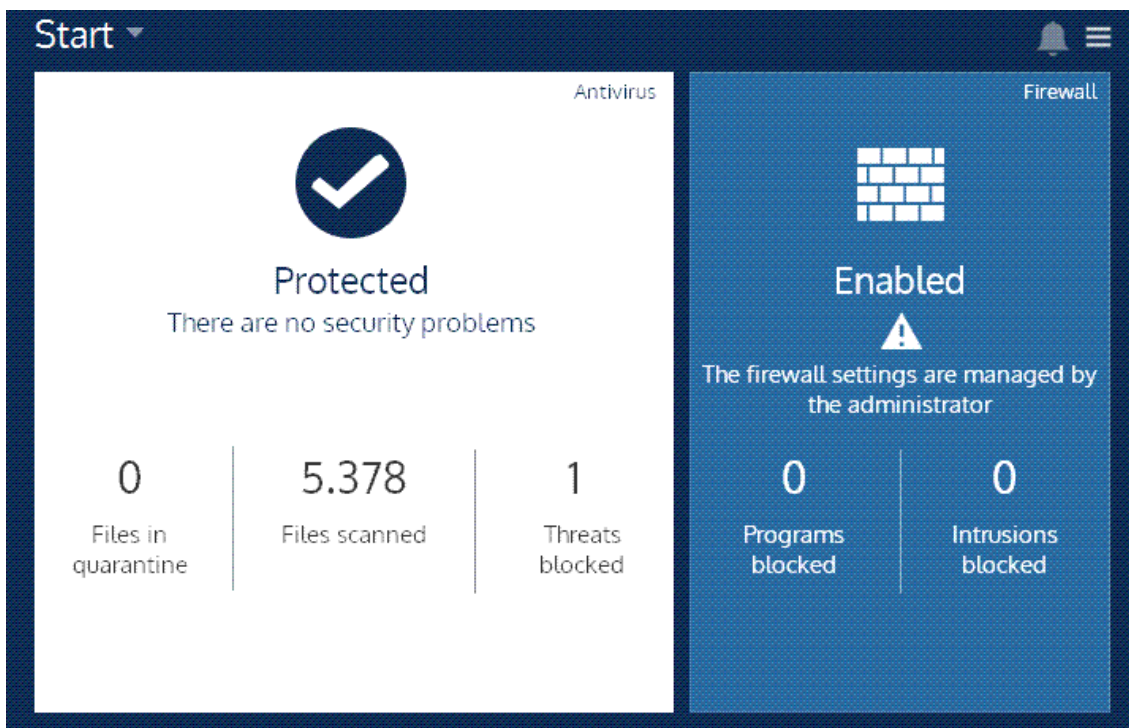 Start
Antivirus
Protected
There are no security problems
0
Files in
quarantine
5.378
Files scanned
1
Threats
blocked
Firewall
Enabled
The firewall settings are managed by
the administrator
0
Programs
blocked
0
Intrusions
blocked